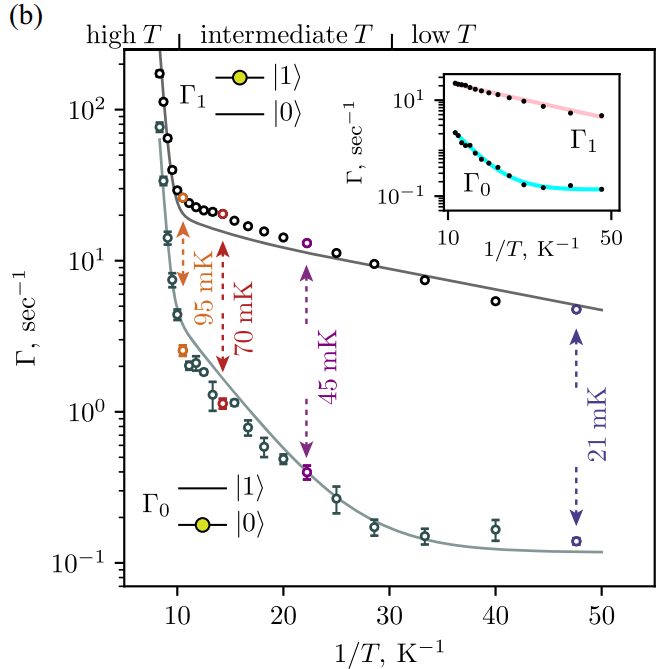 (b)
high T intermediate T low T
Γ₁ |1⟩
|0⟩
Γ, sec⁻¹
10¹
10⁻¹
Γ₁
Γ₀
10 50
1/T, K⁻¹
10²
10¹
10⁰
10⁻¹
Γ, sec⁻¹
95 mK
70 mK
45 mK
21 mK
Γ₀ |1⟩
|0⟩
10 20 30 40 50
1/T, K⁻¹